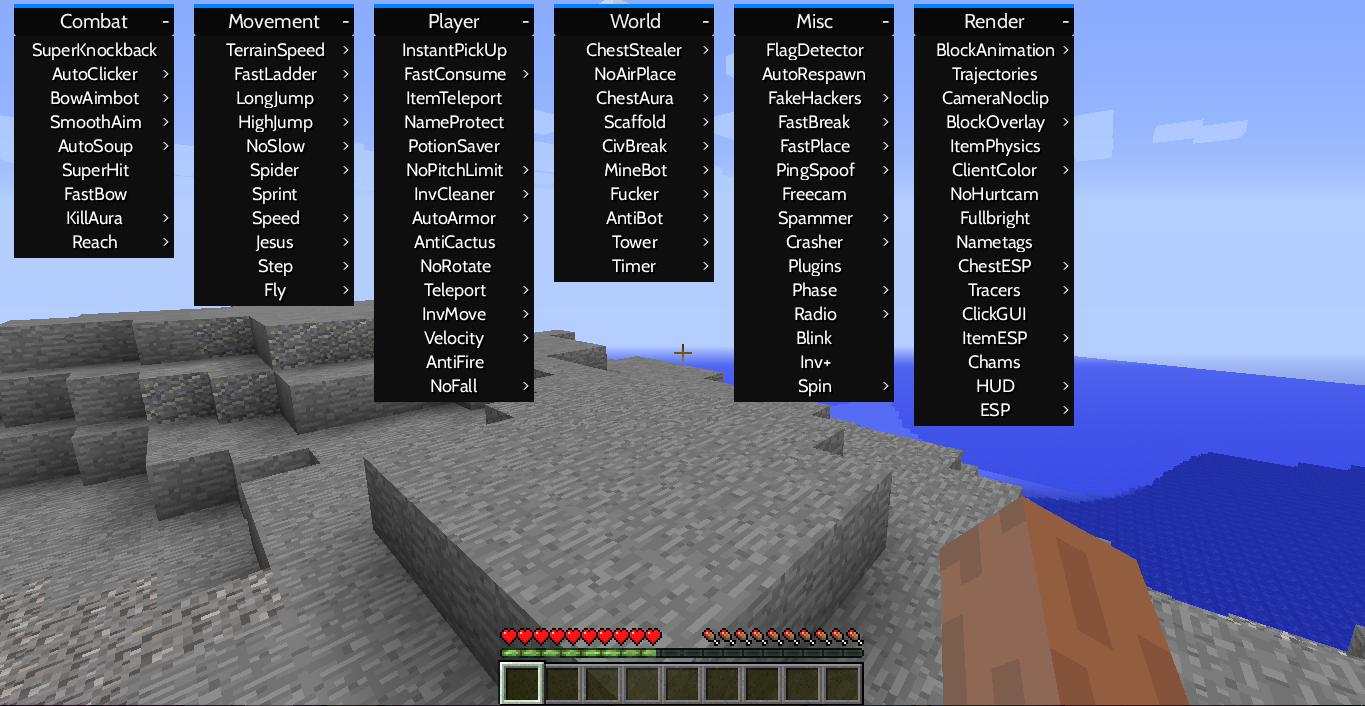 Combat -
SuperKnockback
AutoClicker >
BowAimbot >
SmoothAim >
AutoSoup >
SuperHit
FastBow
KillAura >
Reach >
Movement -
TerrainSpeed >
FastLadder >
LongJump >
HighJump >
NoSlow >
Spider >
Sprint
Speed >
Jesus >
Step >
Fly >
Player -
InstantPickUp
FastConsume >
ItemTeleport
NameProtect
PotionSaver
NoPitchLimit >
InvCleaner >
AutoArmor >
AntiCactus
NoRotate
Teleport >
InvMove >
Velocity >
AntiFire
NoFall >
World -
ChestStealer >
NoAirPlace
ChestAura >
Scaffold >
CivBreak >
MineBot >
Fucker >
AntiBot >
Tower >
Timer >
Misc -
FlagDetector
AutoRespawn
FakeHackers >
FastBreak >
FastPlace >
PingSpoof >
Freecam
Spammer >
Crasher >
Plugins
Phase >
Radio >
Blink
Inv+
Spin >
Render -
BlockAnimation >
Trajectories
CameraNoclip
BlockOverlay >
ItemPhysics
ClientColor >
NoHurtcam
Fullbright
Nametags
ChestESP >
Tracers >
ClickGUI
ItemESP >
Chams
HUD >
ESP >